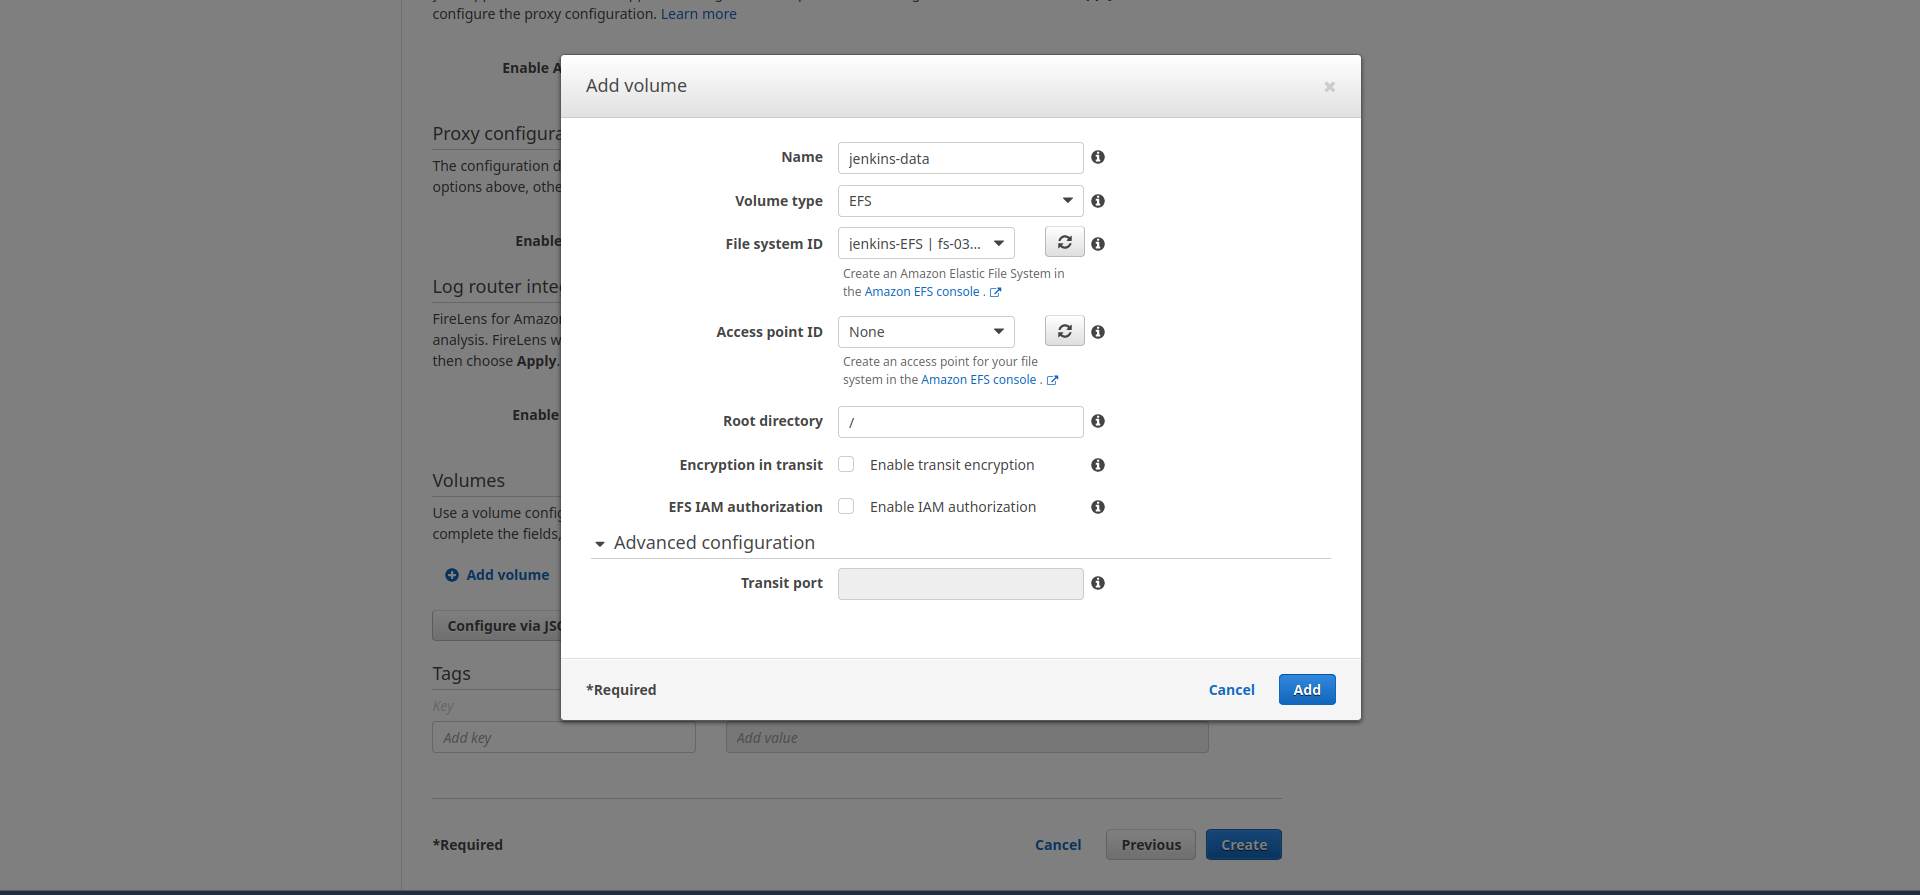 configure the proxy configuration. Learn more
Enable A
Proxy configura
The configuration d
options above, othe
Enable
Log router inte
FireLens for Amazo
analysis. FireLens w
then choose Apply.
Enable
Volumes
Use a volume config
complete the fields,
Add volume
Configure via JSO
Tags
Key
Add key
Add value
*Required
Cancel
Previous
Create
Add volume
Name
jenkins-data
Volume type
EFS
File system ID
jenkins-EFS | fs-03...
Create an Amazon Elastic File System in
the Amazon EFS console .
Access point ID
None
Create an access point for your file
system in the Amazon EFS console .
Root directory
/
Encryption in transit
Enable transit encryption
EFS IAM authorization
Enable IAM authorization
Advanced configuration
Transit port
*Required
Cancel
Add